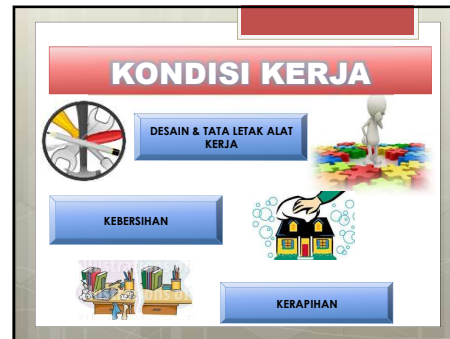 KONDISI KERJA
DESAIN & TATA LETAK ALAT
KERJA
KEBERSIHAN
KERAPIHAN